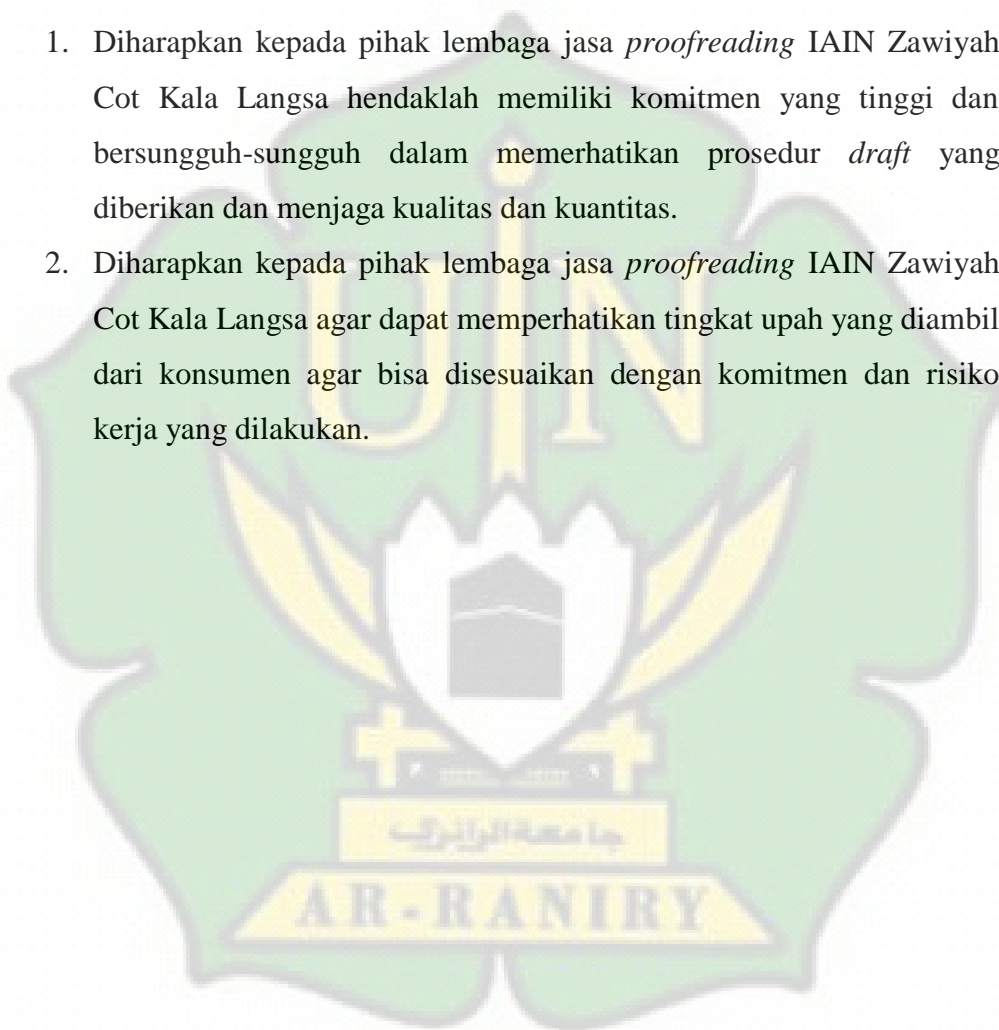 1. Diharapkan kepada pihak lembaga jasa proofreading IAIN Zawiyah
Cot Kala Langsa hendaklah memiliki komitmen yang tinggi dan
bersungguh-sungguh dalam memerhatikan prosedur draft yang
diberikan dan menjaga kualitas dan kuantitas.
2. Diharapkan kepada pihak lembaga jasa proofreading IAIN Zawiyah
Cot Kala Langsa agar dapat memperhatikan tingkat upah yang diambil
dari konsumen agar bisa disesuaikan dengan komitmen dan risiko
kerja yang dilakukan.
UIN
جامعةالرانري
AR-RANIRY